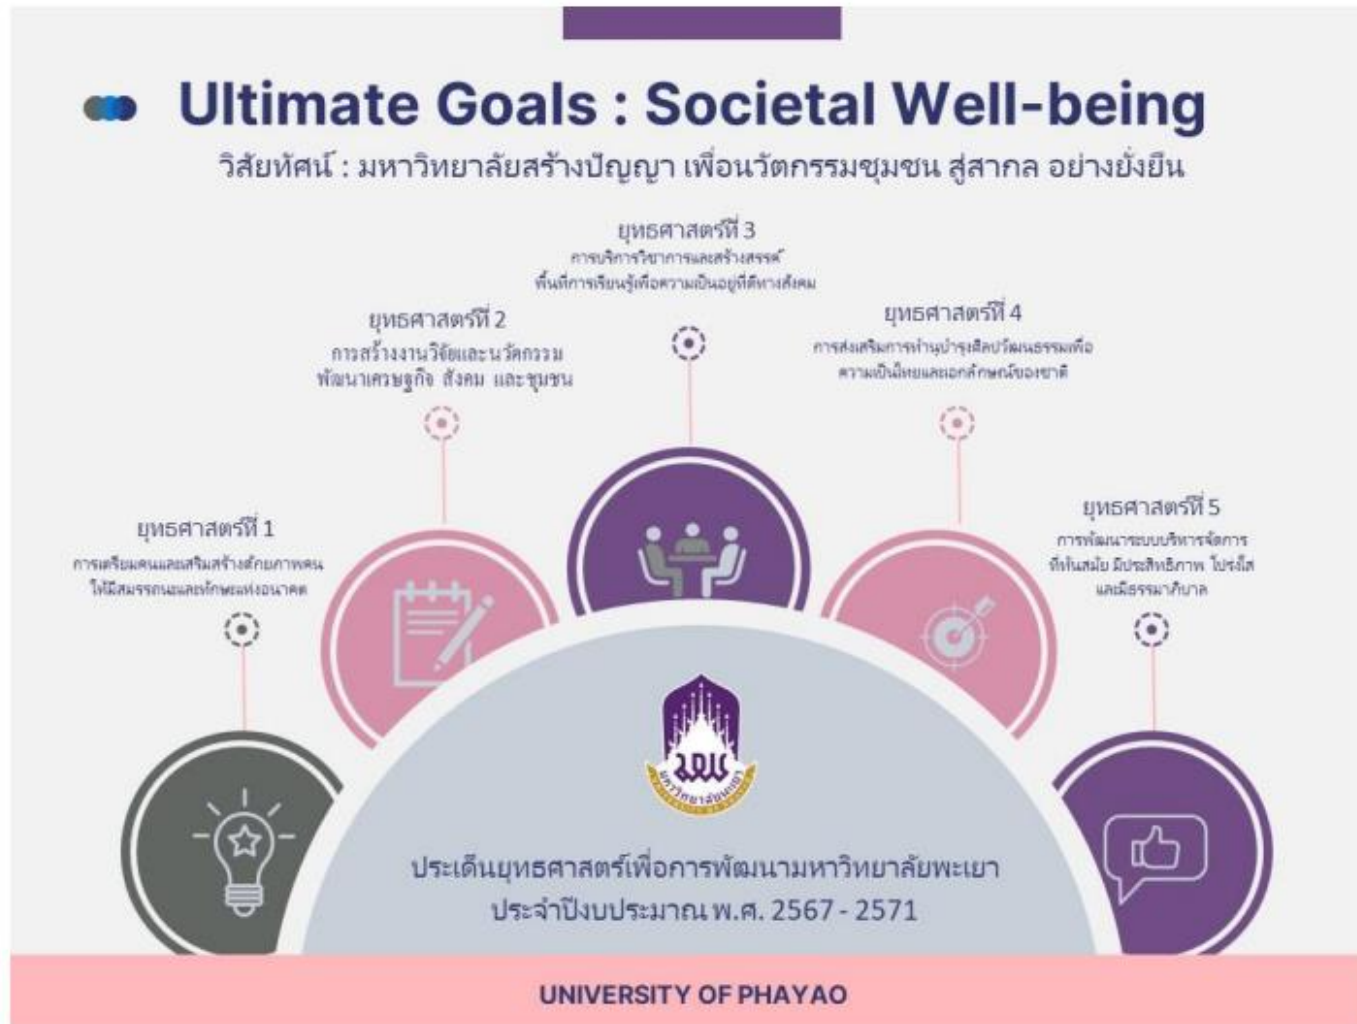 Ultimate Goals : Societal Well-being
วิสัยทัศน์ : มหาวิทยาลัยสร้างปัญญา เพื่อนวัตกรรมชุมชน สู่สากล อย่างยั่งยืน
ยุทธศาสตร์ที่ 1
การเตรียมคนและเสริมสร้างศักยภาพคน
ให้มีสมรรถนะและทักษะแห่งอนาคต
ยุทธศาสตร์ที่ 2
การสร้างงานวิจัยและนวัตกรรม
พัฒนาเศรษฐกิจ สังคม และชุมชน
ยุทธศาสตร์ที่ 3
การบริการวิชาการและสร้างสรรค์
พื้นที่การเรียนรู้เพื่อความเป็นอยู่ที่ดีทางสังคม
ยุทธศาสตร์ที่ 4
การส่งเสริมการทำนุบำรุงศิลปวัฒนธรรมเพื่อ
ความเป็นไทยและเอกลักษณ์ของชาติ
ยุทธศาสตร์ที่ 5
การพัฒนาระบบบริหารจัดการ
ที่ทันสมัย มีประสิทธิภาพ โปร่งใส
และมีธรรมาภิบาล
มพ
มหาวิทยาลัยพะเยา
UNIVERSITY OF PHAYAO
ประเด็นยุทธศาสตร์เพื่อการพัฒนามหาวิทยาลัยพะเยา
ประจำปีงบประมาณ พ.ศ. 2567 - 2571
UNIVERSITY OF PHAYAO